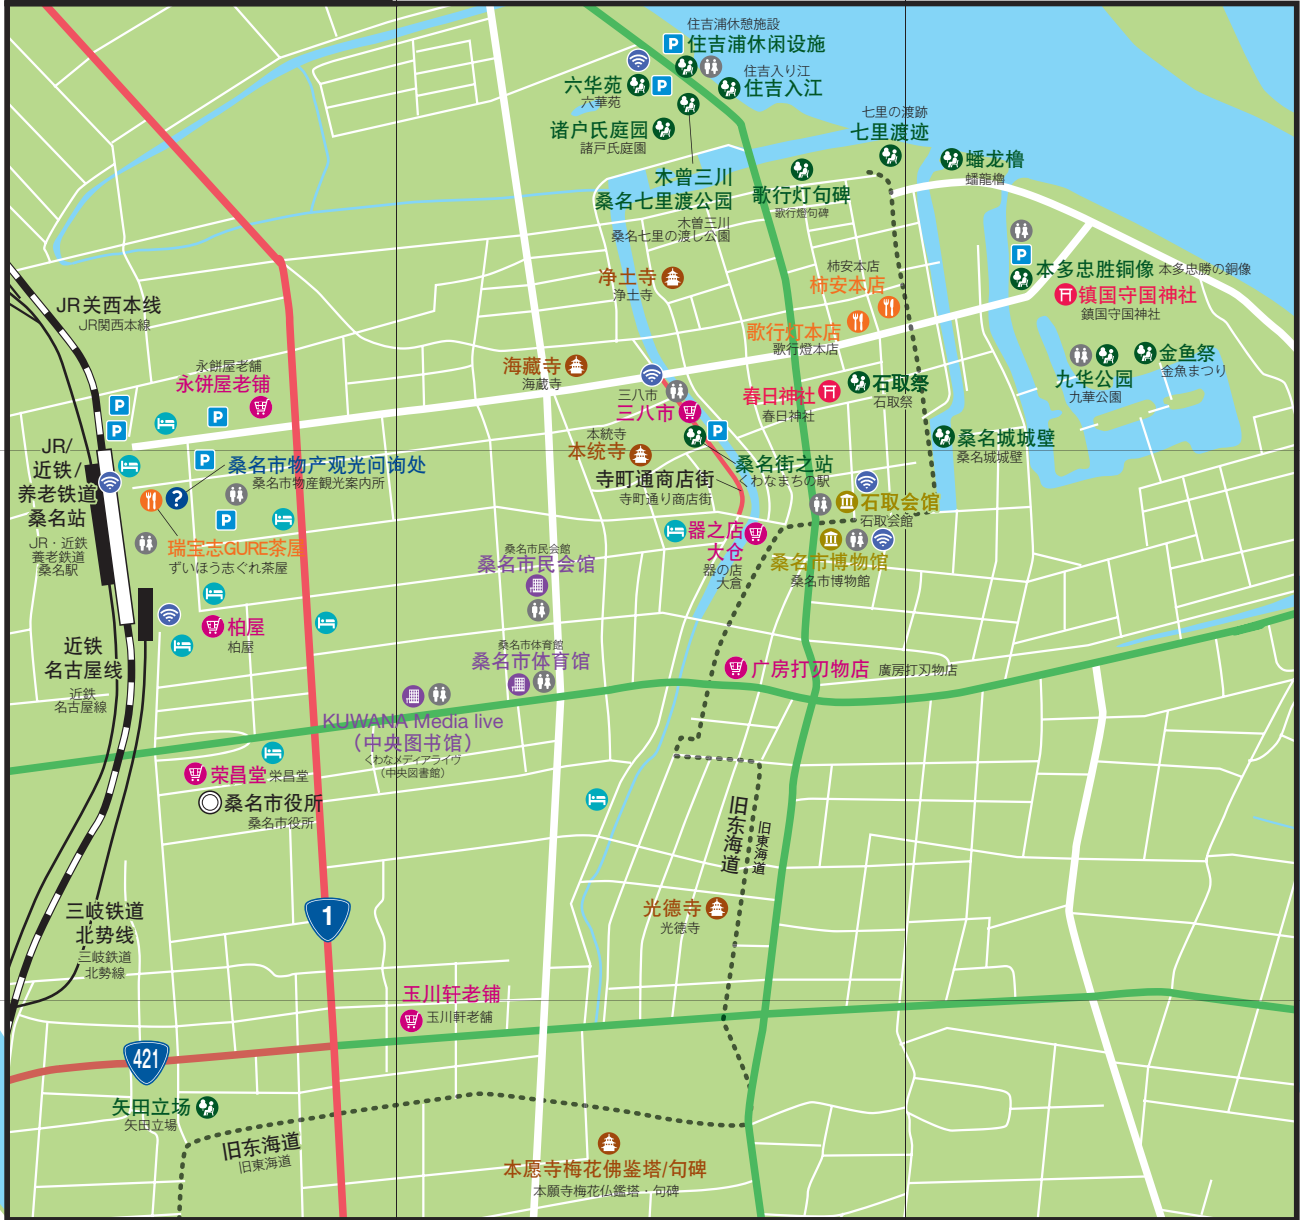 住吉浦休憩施設
P 住吉浦休闲设施
六华苑
P
六華苑
住吉入り江
住吉入江
诸户氏庭园
諸戸氏庭園
七里の渡跡
七里渡迹
蟠龙櫓
蟠龍櫓
木曾三川
桑名七里渡公园
木曽三川
桑名七里の渡し公園
歌行灯句碑
歌行燈句碑
净土寺
浄土寺
柿安本店
柿安本店
歌行灯本店
歌行燈本店
P
本多忠胜铜像 本多忠勝の銅像
镇国守国神社
鎮国守国神社
JR关西本线
JR関西本線
永餅屋老舗
永饼屋老铺
P
P
P
海藏寺
海蔵寺
三八市
三八市
春日神社
春日神社
石取祭
石取祭
九华公园
九華公園
金鱼祭
金魚まつり
本統寺
本统寺
P
桑名城城壁
桑名城城壁
JR/
近铁/
养老铁道
桑名站
JR・近鉄
養老鉄道
桑名駅
P
桑名市物产观光问询处
桑名市物産観光案内所
?
P
寺町通商店街
寺町通り商店街
桑名街之站
くわなまちの駅
石取会馆
石取会館
瑞宝志GURE茶屋
ずいほう志ぐれ茶屋
桑名市民会館
桑名市民会馆
器之店
大仓
器の店
大倉
桑名市博物馆
桑名市博物館
柏屋
柏屋
近铁
名古屋线
近鉄
名古屋線
桑名市体育館
桑名市体育馆
广房打刃物店 廣房打刃物店
KUWANA Media live
（中央图书馆）
くわなメディアライヴ
（中央図書館）
荣昌堂 栄昌堂
桑名市役所
桑名市役所
旧东海道
旧東海道
三岐铁道
北势线
三岐鉄道
北勢線
1
光德寺
光徳寺
玉川轩老铺
玉川軒老舗
421
矢田立场
矢田立場
旧东海道
旧東海道
本愿寺梅花佛鉴塔/句碑
本願寺梅花仏鑑塔・句碑